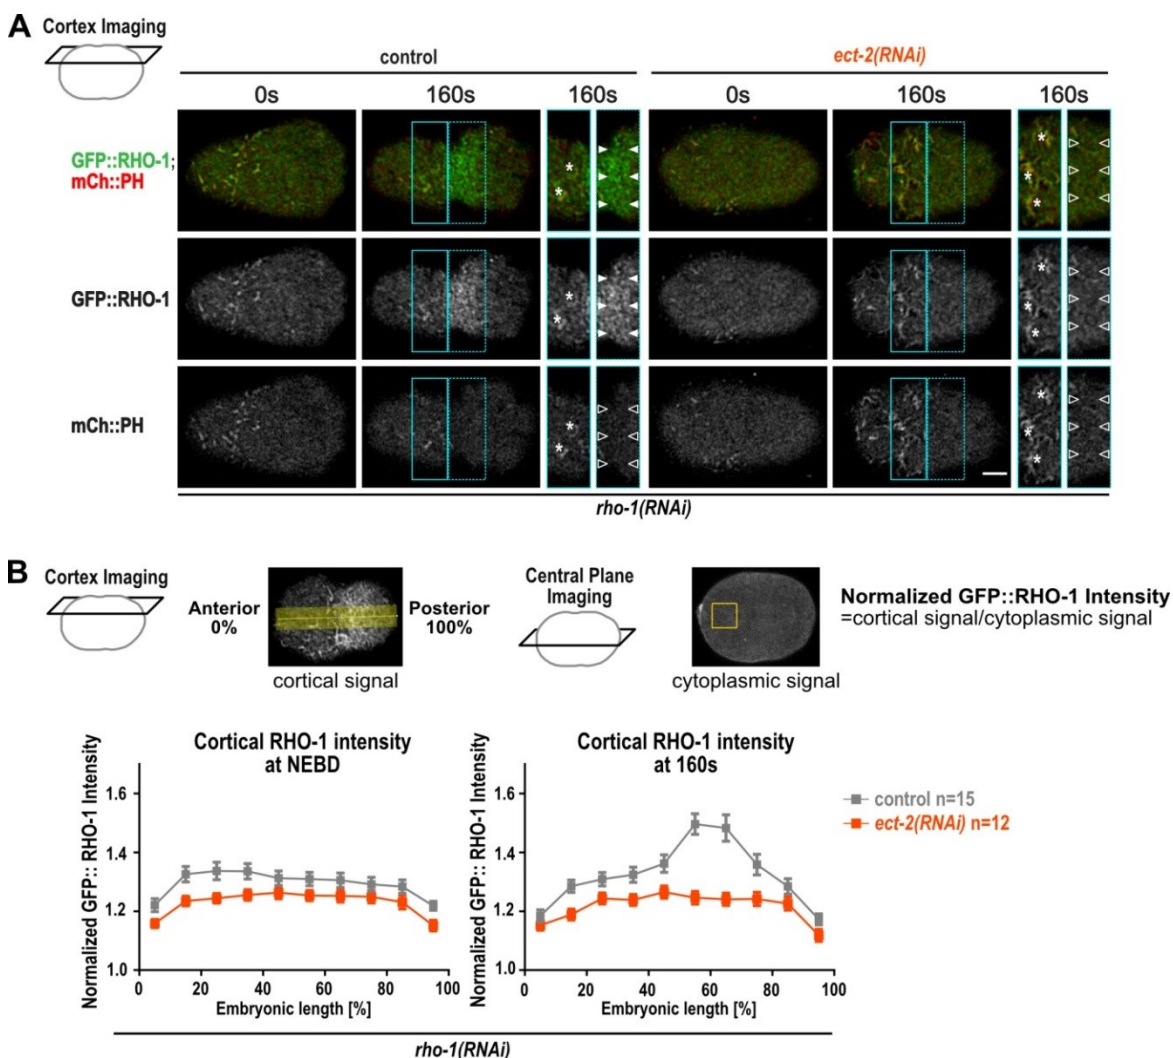 A
Cortex Imaging
control
ect-2(RNAi)
0s
160s
160s
0s
160s
160s
GFP::RHO-1;
mCh::PH
GFP::RHO-1
mCh::PH
rho-1(RNAi)
B
Cortex Imaging
Anterior
0%
Posterior
100%
cortical signal
Central Plane
Imaging
cytoplasmic signal
Normalized GFP::RHO-1 Intensity
=cortical signal/cytoplasmic signal
Cortical RHO-1 intensity
at NEBD
Normalized GFP:: RHO-1 Intensity
1.6
1.4
1.2
1.0
0
20
40
60
80
100
Embryonic length [%]
Cortical RHO-1 intensity
at 160s
Normalized GFP:: RHO-1 Intensity
1.6
1.4
1.2
1.0
0
20
40
60
80
100
Embryonic length [%]
control n=15
ect-2(RNAi) n=12
rho-1(RNAi)